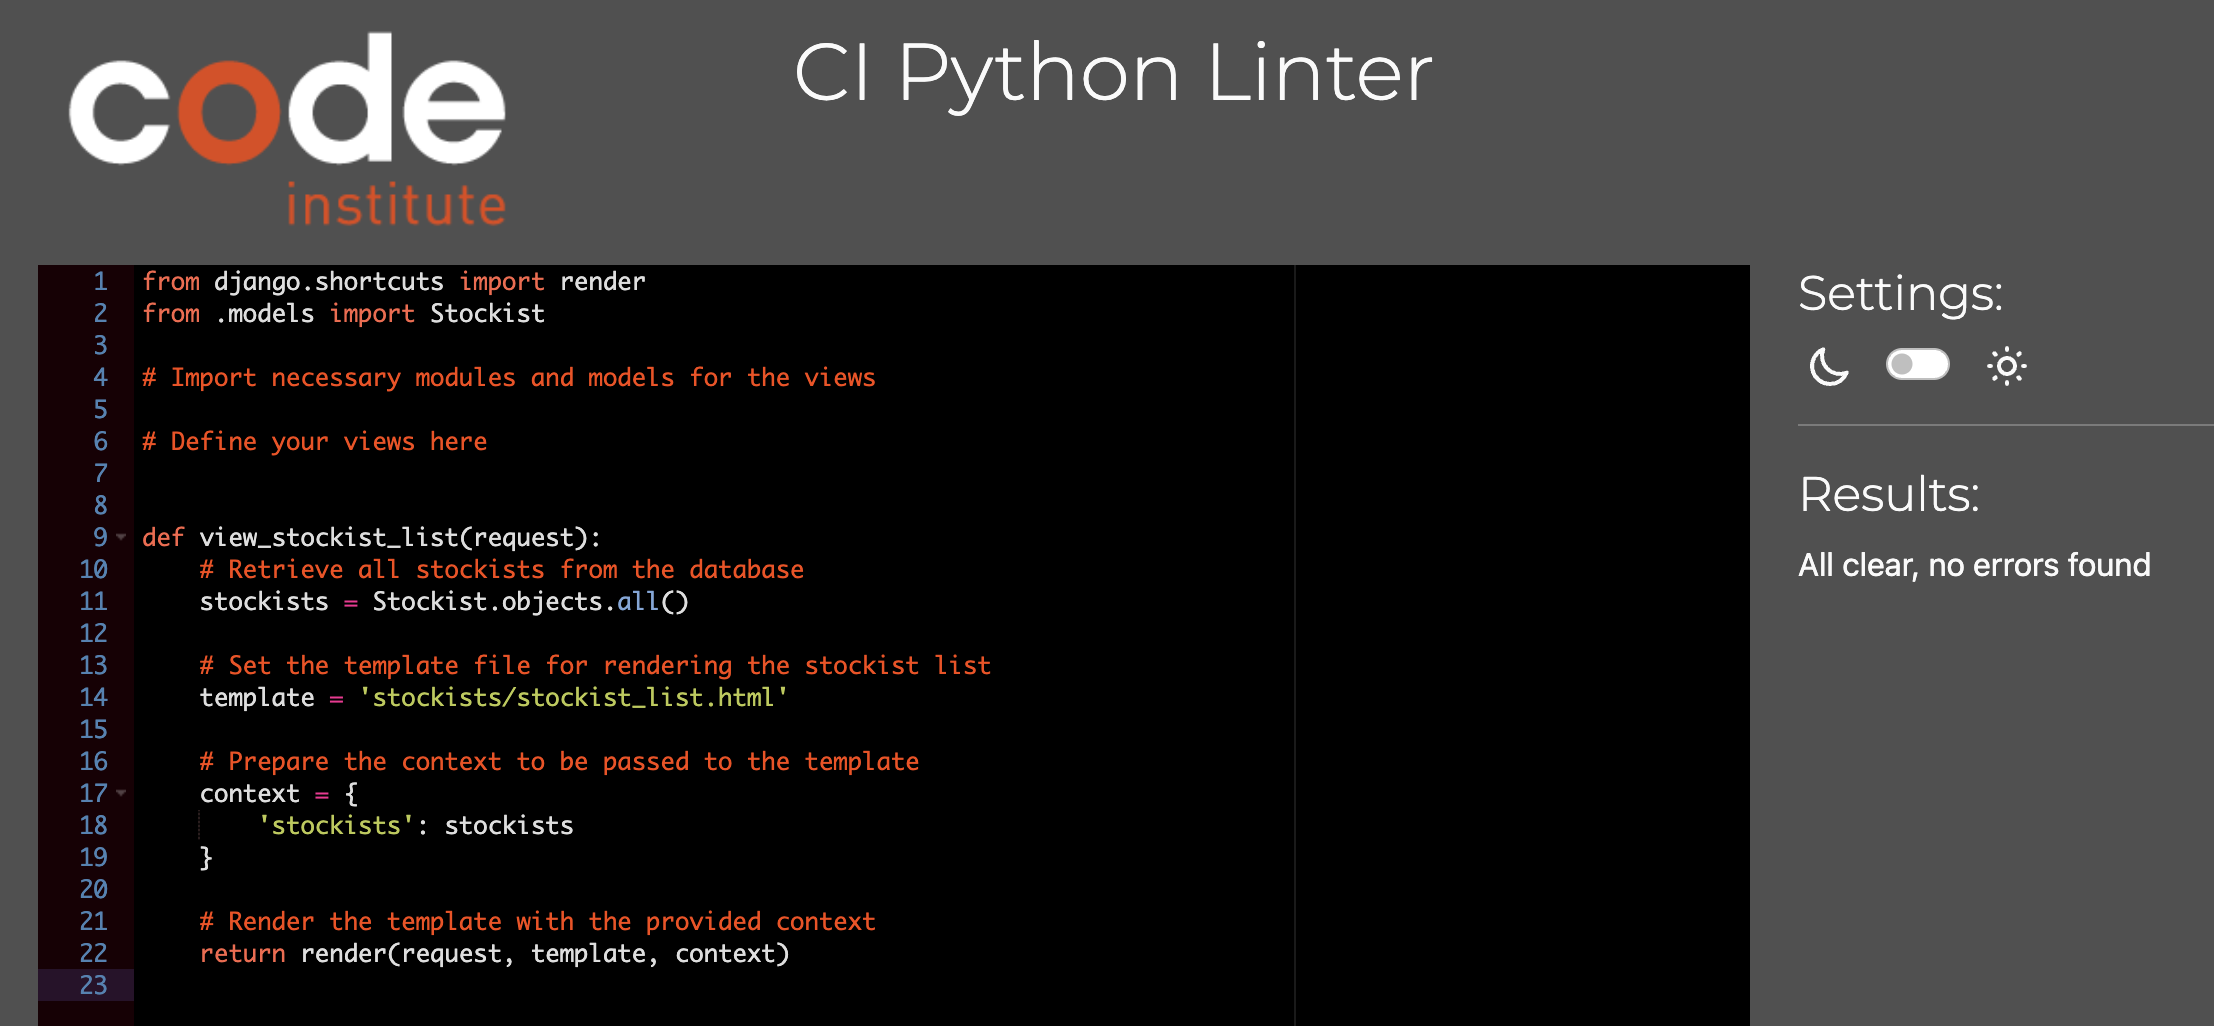 code
institute
CI Python Linter
1 from django.shortcuts import render
2 from .models import Stockist
3
4 # Import necessary modules and models for the views
5
6 # Define your views here
7
8
9 def view_stockist_list(request):
10     # Retrieve all stockists from the database
11     stockists = Stockist.objects.all()
12
13     # Set the template file for rendering the stockist list
14     template = 'stockists/stockist_list.html'
15
16     # Prepare the context to be passed to the template
17     context = {
18         'stockists': stockists
19     }
20
21     # Render the template with the provided context
22     return render(request, template, context)
23
Settings:
Results:
All clear, no errors found